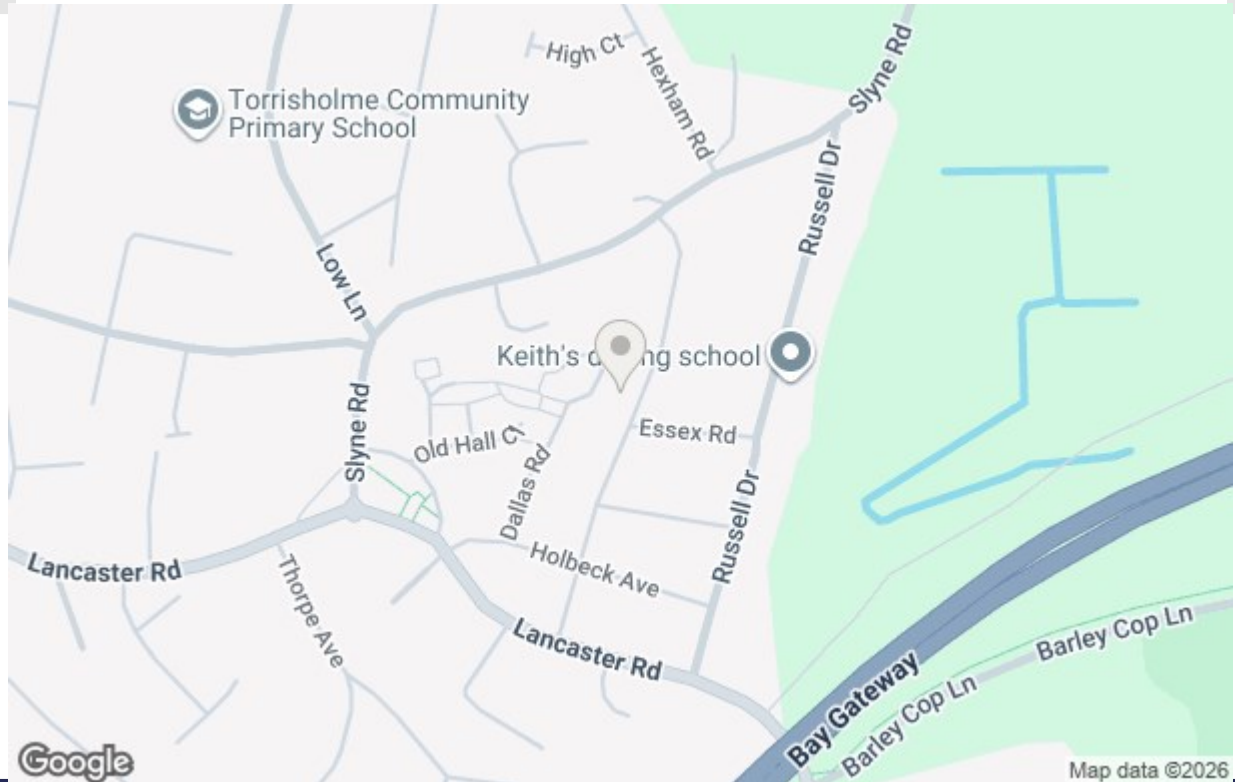 High Ct
Hexham Rd
Slyne Rd
Torrisholme Community
Primary School
Russell Dr
Low Ln
Keith's d ng school
Slyne Rd
Old Hall Ct
Essex Rd
Dallas Rd
Russell Dr
Holbeck Ave
Lancaster Rd
Thorpe Ave
Lancaster Rd
Bay Gateway
Barley Cop Ln
Barley Cop Ln
Google
Map data ©2026